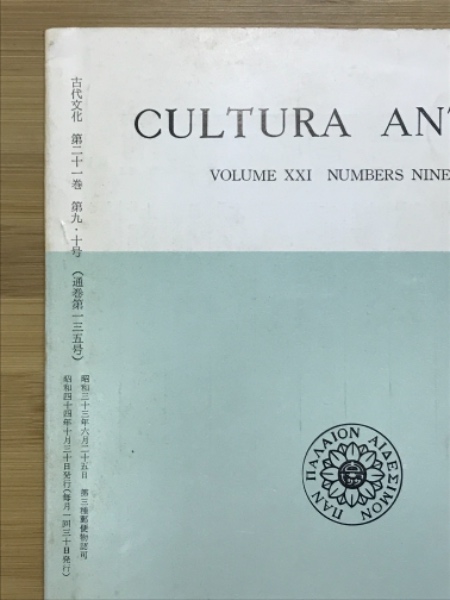 CULTURA AN
VOLUME XXI NUMBERS NINE
古代文化 第二十一巻 第九・十号 (通巻第一三五号)
昭和三十三年六月二十五日 第三種郵便物認可
昭和四十四年十月三十日発行(毎月一回三十日発行)
ΠΑΝ ΠΑΛΑΙΟΝ ΑΙΔΕΣΙΜΟΝ